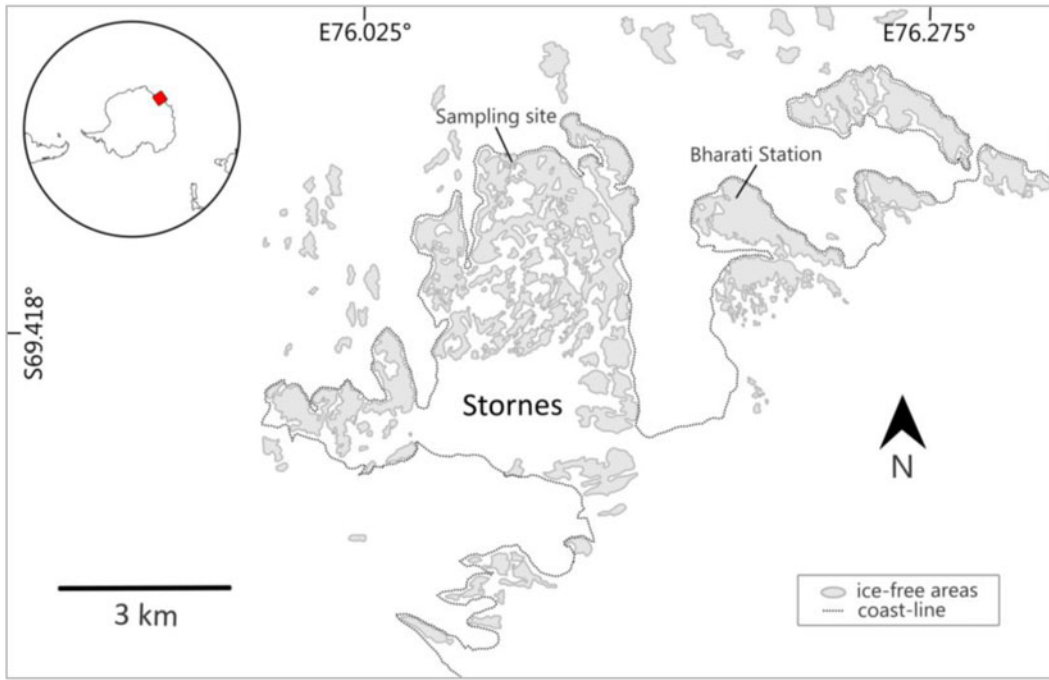 E76.025°
E76.275°
Sampling site
Bharati Station
S69.418°
Stornes
N
3 km
ice-free areas
coast-line